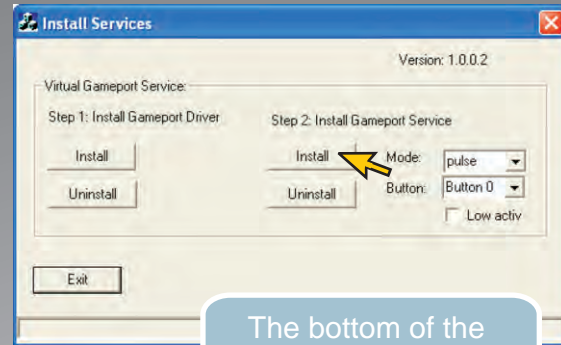 Install Services
Version: 1.0.0.2
Virtual Gameport Service:
Step 1: Install Gameport Driver
Step 2: Install Gameport Service
Install
Install
Mode:
pulse
Uninstall
Uninstall
Button:
Button 0
Low activ
Exit
The bottom of the